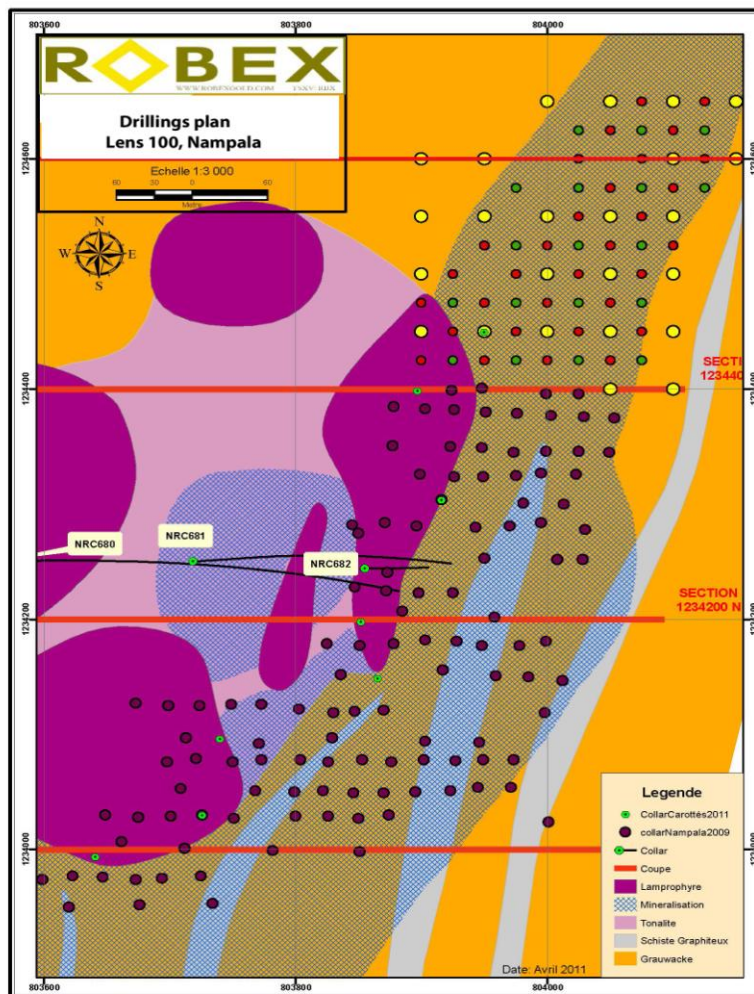 803600 803800 804000
ROBEX
WWW.ROBEXGOLD.COM TSXV: RBX
Drillings plan
Lens 100, Nampala
Echelle 1:3 000
60 30 0 60
N
W E
S
SECTI
123440
NRC680
NRC681
NRC682
SECTION
1234200 N
1234400
1234200
Legende
CollarCarottés2011
collarNampala2009
Collar
Coupe
Lamprophyre
Mineralisation
Tonalite
Schiste Graphiteux
Grauwacke
1234000
Date: Avril 2011
803600 803800 804000